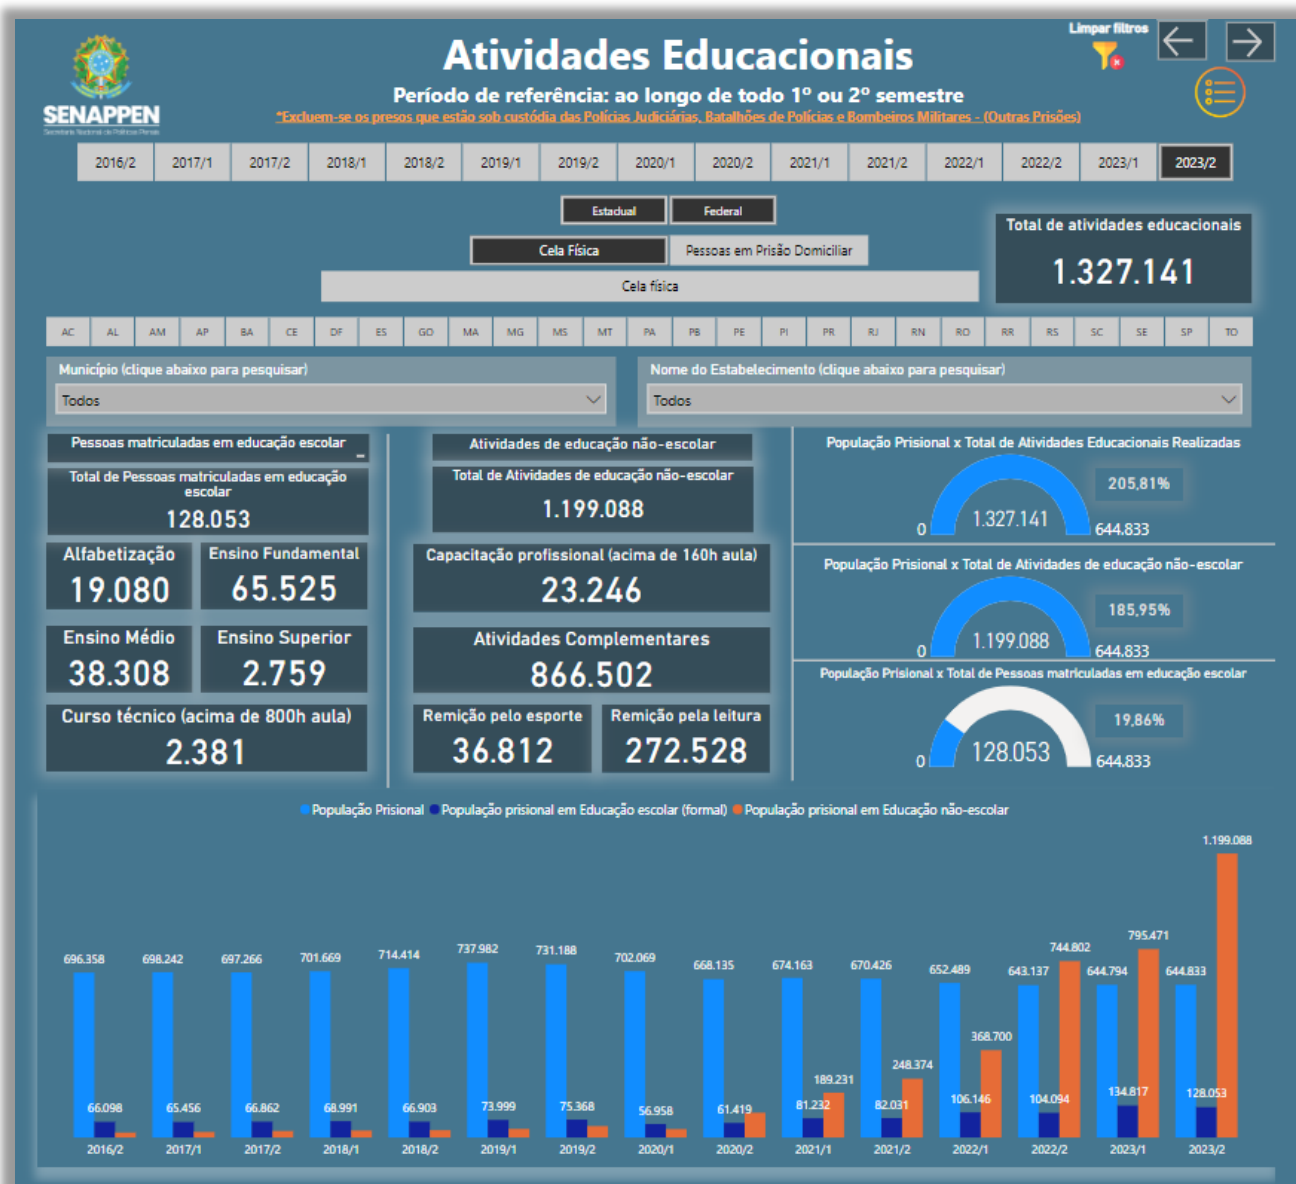 Limpar filtros
Atividades Educacionais
Período de referência: ao longo de todo 1º ou 2º semestre
*Excluem-se os presos que estão sob custódia das Polícias Judiciárias, Batalhões de Polícias e Bombeiros Militares - (Outras Prisões)
SENAPPEN
Secretaria Nacional de Políticas Penais
2016/2 2017/1 2017/2 2018/1 2018/2 2019/1 2019/2 2020/1 2020/2 2021/1 2021/2 2022/1 2022/2 2023/1 2023/2
Estadual Federal
Cela Física Pessoas em Prisão Domiciliar
Cela física
Total de atividades educacionais
1.327.141
AC AL AM AP BA CE DF ES GO MA MG MS MT PA PB PE PI PR RJ RN RO RR RS SC SE SP TO
Município (clique abaixo para pesquisar)
Todos
Nome do Estabelecimento (clique abaixo para pesquisar)
Todos
Pessoas matriculadas em educação escolar
Total de Pessoas matriculadas em educação
escolar
128.053
Alfabetização
19.080
Ensino Fundamental
65.525
Ensino Médio
38.308
Ensino Superior
2.759
Curso técnico (acima de 800h aula)
2.381
Atividades de educação não-escolar
Total de Atividades de educação não-escolar
1.199.088
Capacitação profissional (acima de 160h aula)
23.246
Atividades Complementares
866.502
Remição pelo esporte
36.812
Remição pela leitura
272.528
População Prisional x Total de Atividades Educacionais Realizadas
205,81%
1.327.141
0 644.833
População Prisional x Total de Atividades de educação não-escolar
185,95%
1.199.088
0 644.833
População Prisional x Total de Pessoas matriculadas em educação escolar
19,86%
128.053
0 644.833
População Prisional População prisional em Educação escolar (formal) População prisional em Educação não-escolar
1.199.088
795.471
744.802
696.358 698.242 697.266 701.669 714.414 737.982 731.188 702.069 668.135 674.163 670.426 652.489 643.137 644.794 644.833
368.700
248.374
189.231
66.098 65.456 66.862 68.991 66.903 73.999 75.368 56.958 61.419 81.232 82.031 106.146 104.094 134.817 128.053
2016/2 2017/1 2017/2 2018/1 2018/2 2019/1 2019/2 2020/1 2020/2 2021/1 2021/2 2022/1 2022/2 2023/1 2023/2